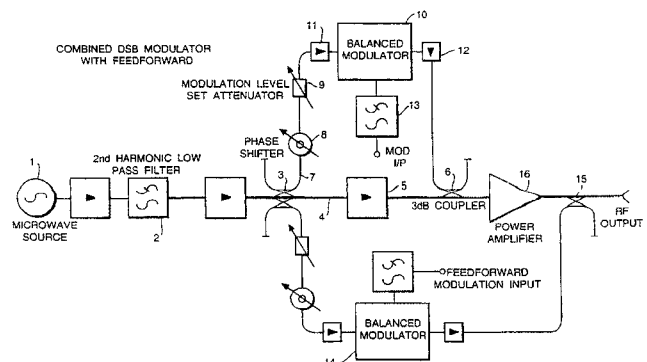 COMBINED DSB MODULATOR
WITH FEEDFORWARD
11
10
BALANCED
MODULATOR
12
MODULATION LEVEL
SET ATTENUATOR
9
13
MOD
I/P
PHASE
SHIFTER
8
7
1
2nd HARMONIC LOW
PASS FILTER
3
6
16
15
MICROWAVE
SOURCE
2
4
5
3dB COUPLER
POWER
AMPLIFIER
RF
OUTPUT
FEEDFORWARD
MODULATION INPUT
BALANCED
MODULATOR
14